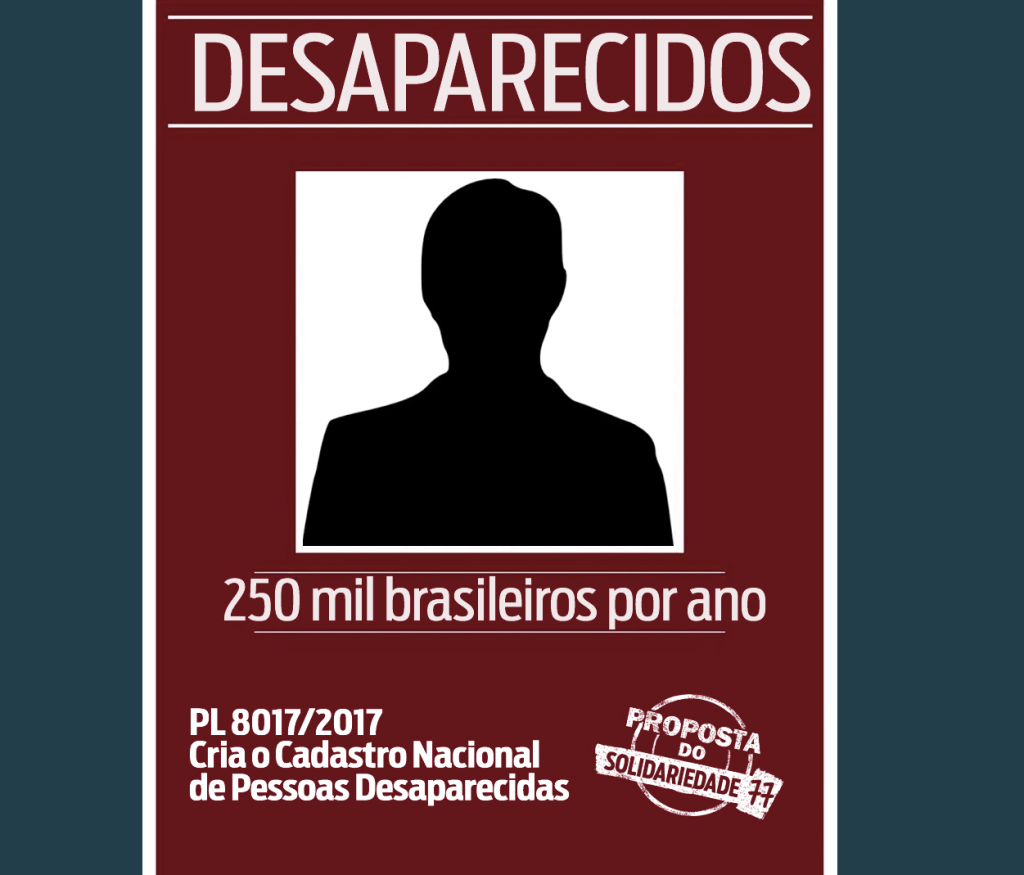 DESAPARECIDOS
250 mil brasileiros por ano
PL 8017/2017
Cria o Cadastro Nacional
de Pessoas Desaparecidas
PROPOSTA
DO
SOLIDARIEDADE 77